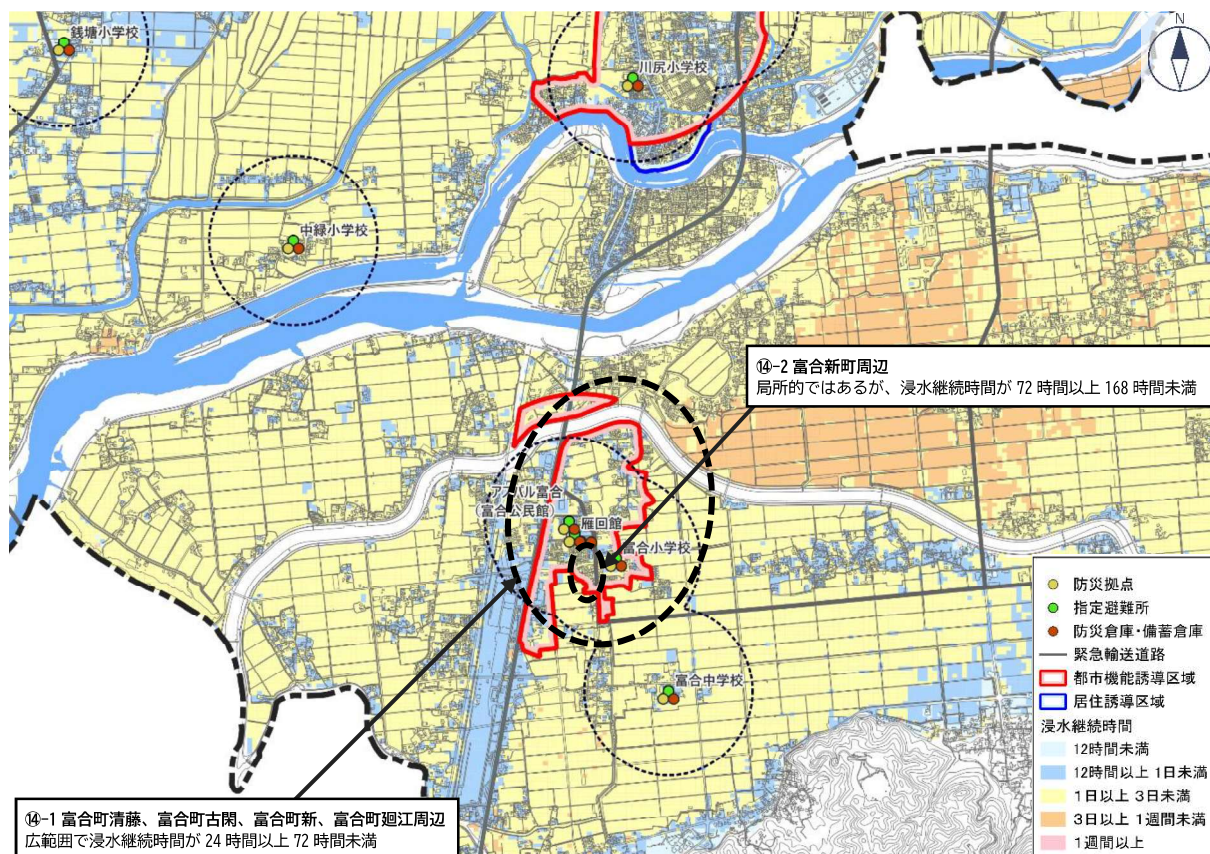 銭塘小学校
川尻小学校
N
中緑小学校
⑭-2 富合新町周辺
局所的ではあるが、浸水継続時間が 72 時間以上 168 時間未満
アスパル富合
(富合公民館)
雁回館
富合小学校
富合中学校
防災拠点
指定避難所
防災倉庫・備蓄倉庫
緊急輸送道路
都市機能誘導区域
居住誘導区域
浸水継続時間
12時間未満
12時間以上 1日未満
1日以上 3日未満
3日以上 1週間未満
1週間以上
⑭-1 富合町清藤、富合町古閑、富合町新、富合町廻江周辺
広範囲で浸水継続時間が 24 時間以上 72 時間未満